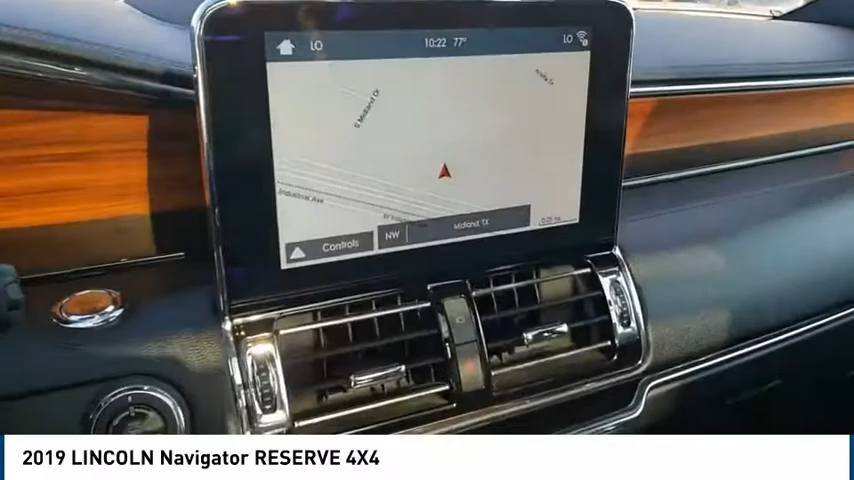 LO 10:22 77° LO
S Midland Dr
Industrial Ave
NW Midland, TX
Controls
2019 LINCOLN Navigator RESERVE 4X4